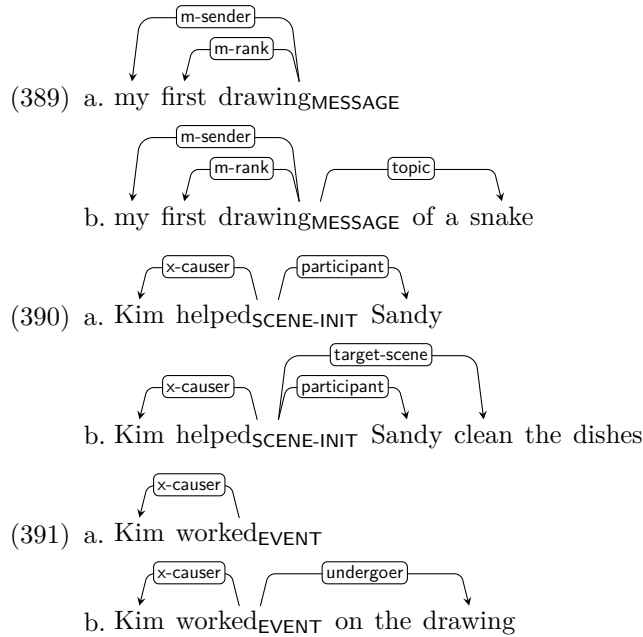 m-sender
m-rank
(389) a. my first drawingMESSAGE
m-sender
m-rank topic
b. my first drawingMESSAGE of a snake
x-causer participant
(390) a. Kim helpedSCENE-INIT Sandy
target-scene
x-causer participant
b. Kim helpedSCENE-INIT Sandy clean the dishes
x-causer
(391) a. Kim workedEVENT
x-causer undergoer
b. Kim workedEVENT on the drawing